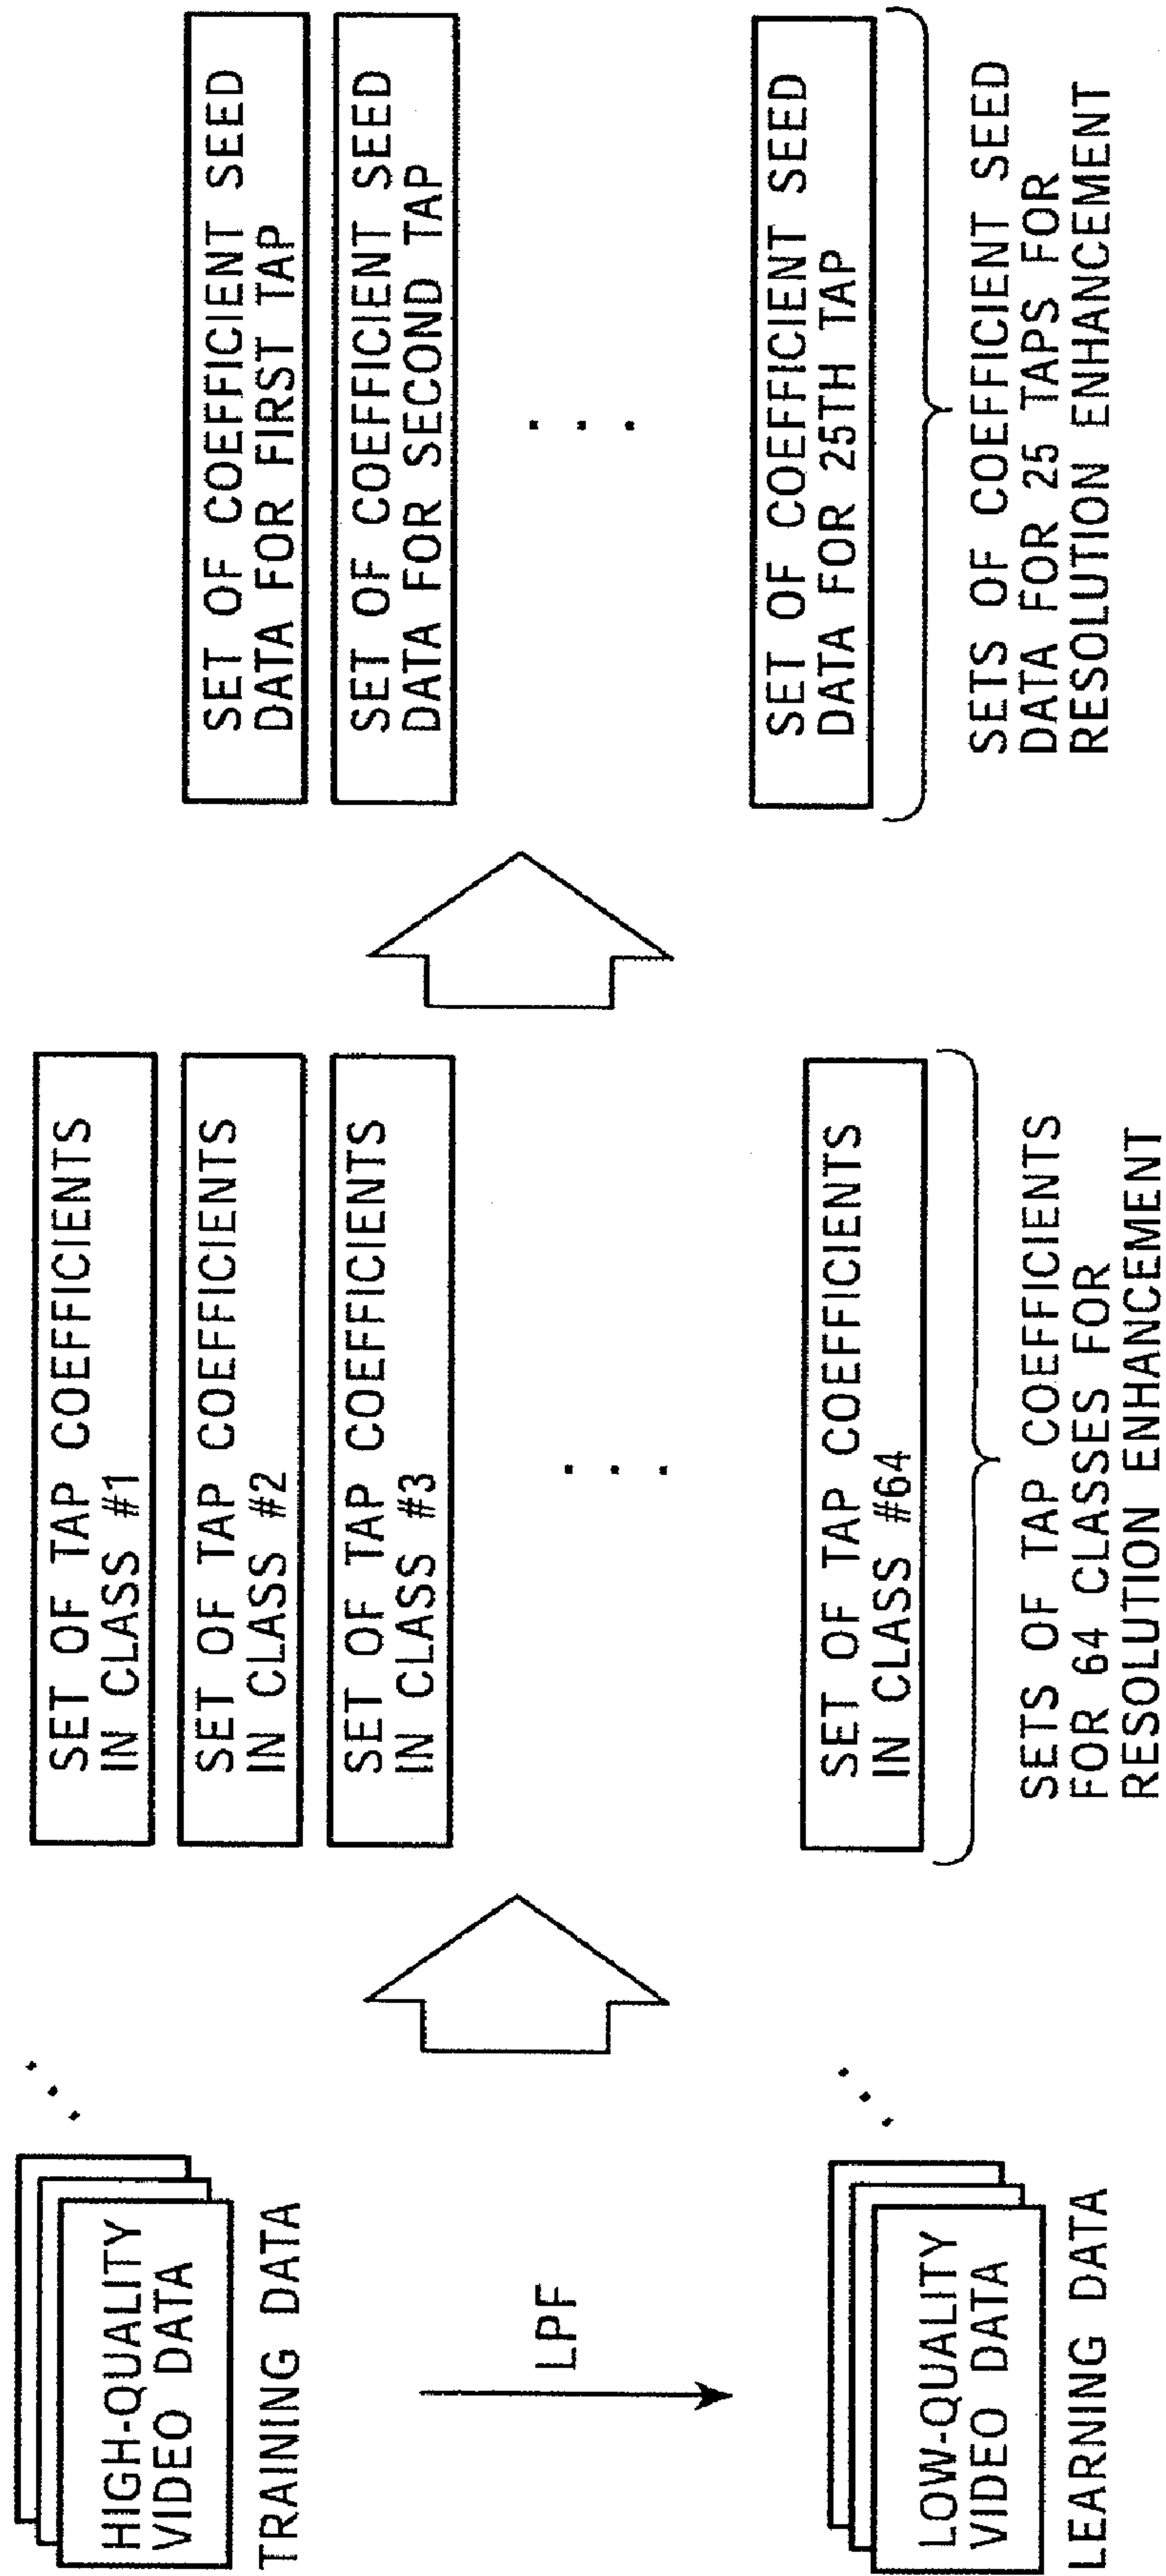 HIGH-QUALITY
VIDEO DATA
TRAINING DATA
LPF
LOW-QUALITY
VIDEO DATA
LEARNING DATA
SET OF TAP COEFFICIENTS
IN CLASS #1
SET OF TAP COEFFICIENTS
IN CLASS #2
SET OF TAP COEFFICIENTS
IN CLASS #3
SET OF TAP COEFFICIENTS
IN CLASS #64
SETS OF TAP COEFFICIENTS
FOR 64 CLASSES FOR
RESOLUTION ENHANCEMENT
SET OF COEFFICIENT SEED
DATA FOR FIRST TAP
SET OF COEFFICIENT SEED
DATA FOR SECOND TAP
SET OF COEFFICIENT SEED
DATA FOR 25TH TAP
SETS OF COEFFICIENT SEED
DATA FOR 25 TAPS FOR
RESOLUTION ENHANCEMENT